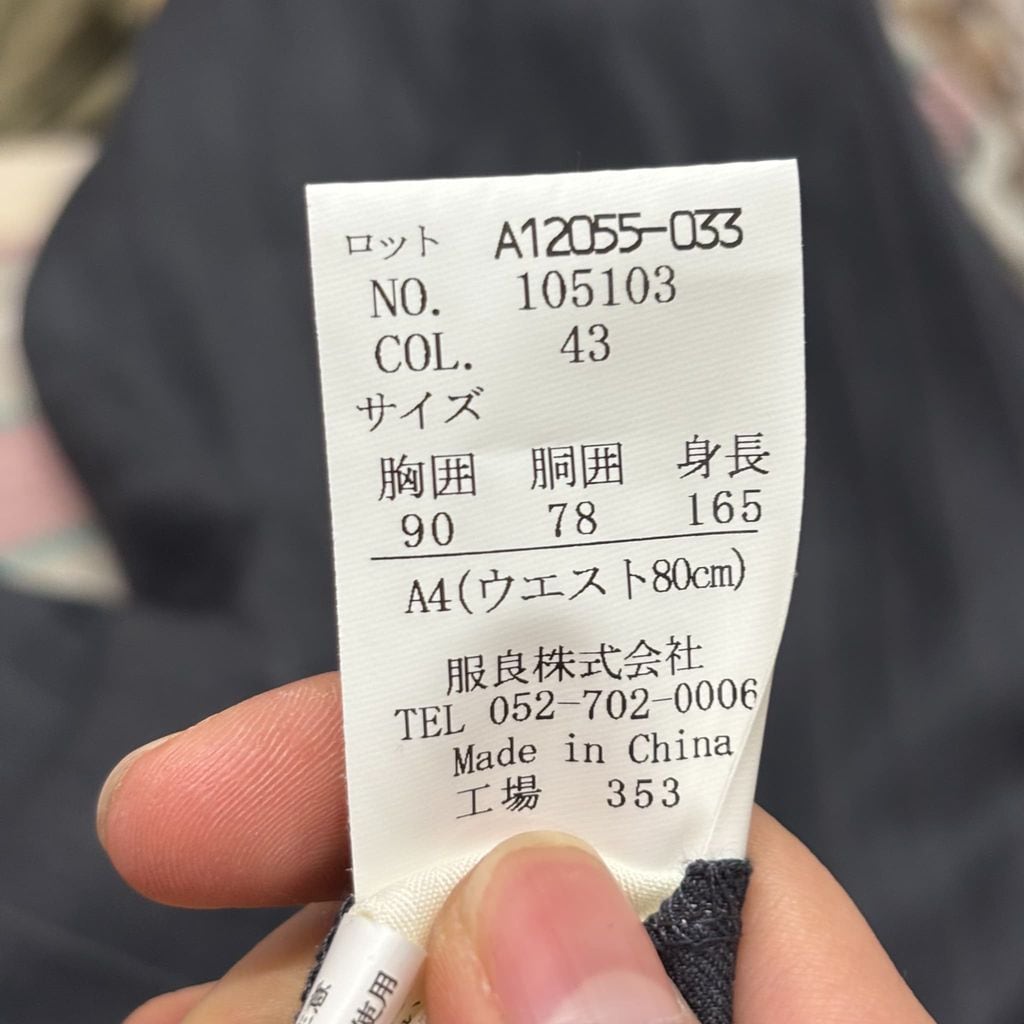 ロット A12055-033
NO. 105103
COL. 43
サイズ
胸囲 胴囲 身長
90 78 165
A4(ウエスト80cm)
服良株式会社
TEL 052-702-0006
Made in China
工場 353
使用